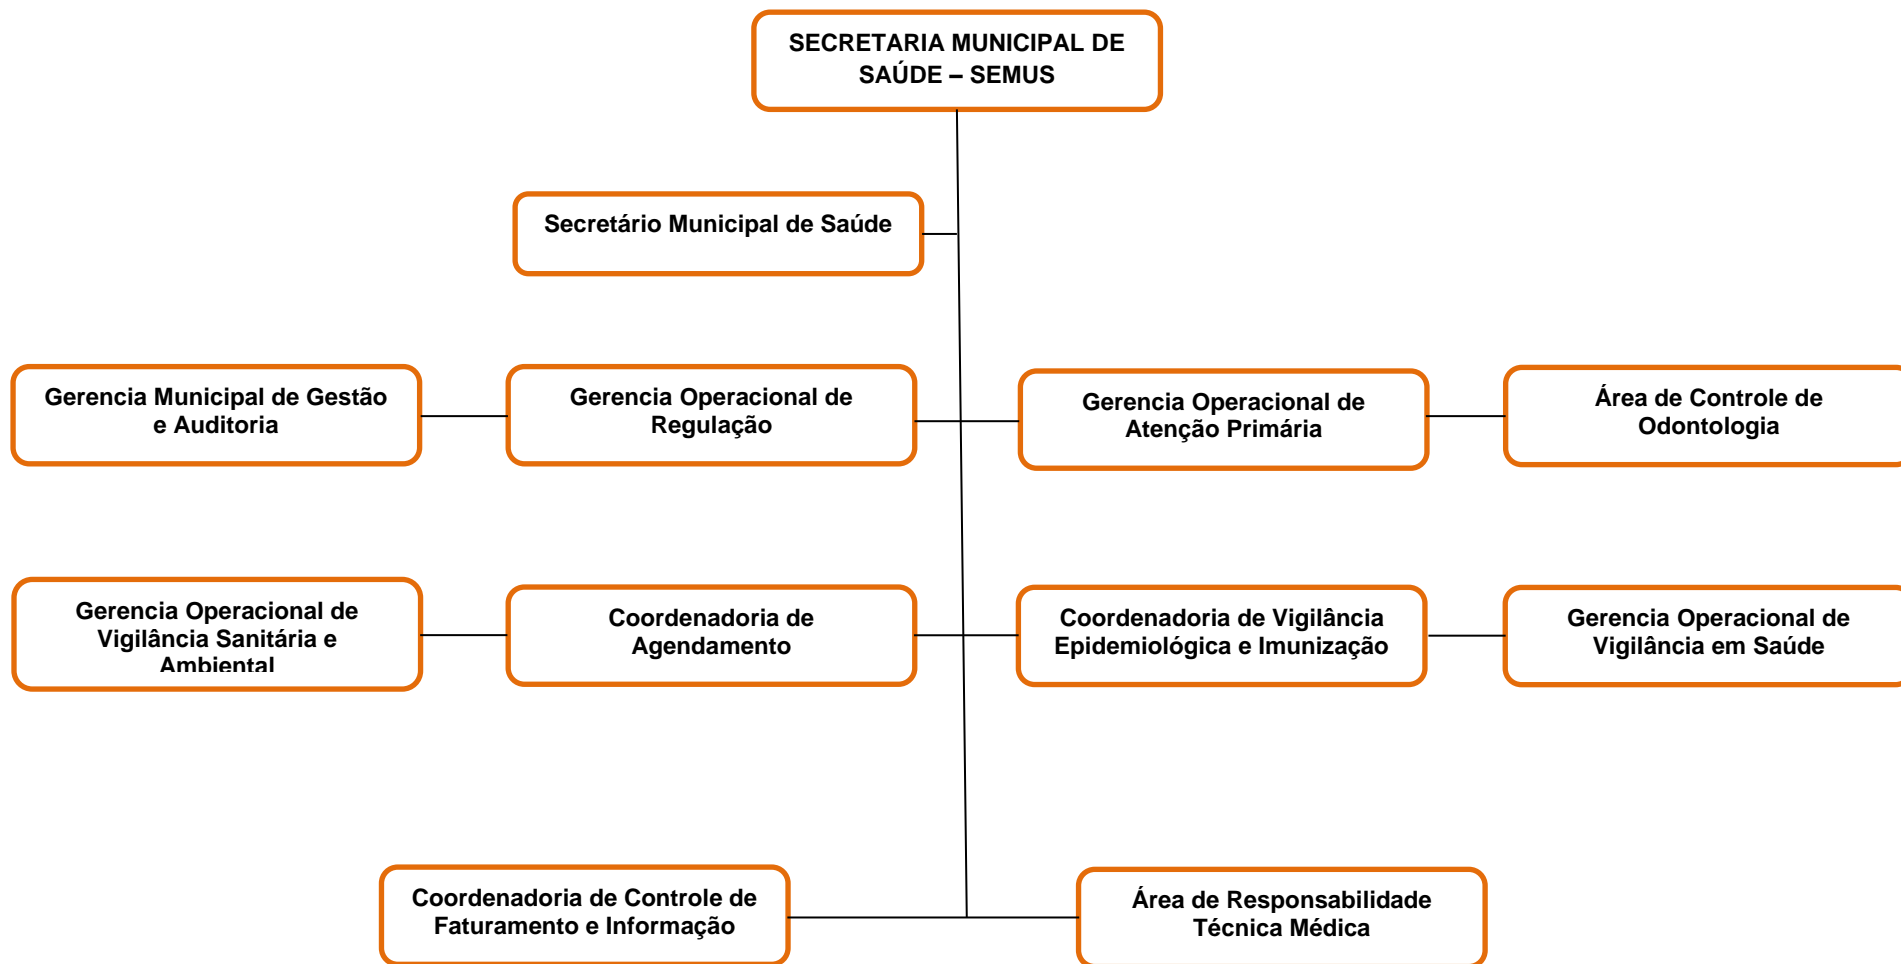 SECRETARIA MUNICIPAL DE
SAÚDE – SEMUS
Secretário Municipal de Saúde
Gerencia Municipal de Gestão
e Auditoria
Gerencia Operacional de
Regulação
Gerencia Operacional de
Atenção Primária
Área de Controle de
Odontologia
Gerencia Operacional de
Vigilância Sanitária e
Ambiental
Coordenadoria de
Agendamento
Coordenadoria de Vigilância
Epidemiológica e Imunização
Gerencia Operacional de
Vigilância em Saúde
Coordenadoria de Controle de
Faturamento e Informação
Área de Responsabilidade
Técnica Médica